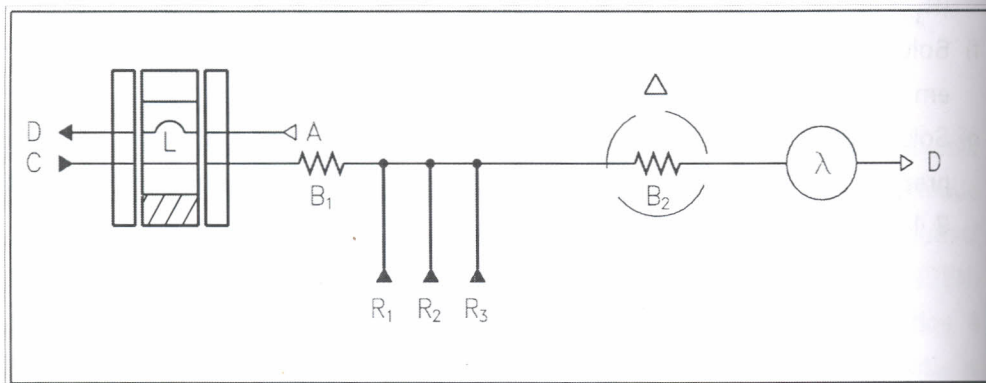 Δ
D L A
C
B₁ B₂ λ D
R₁ R₂ R₃